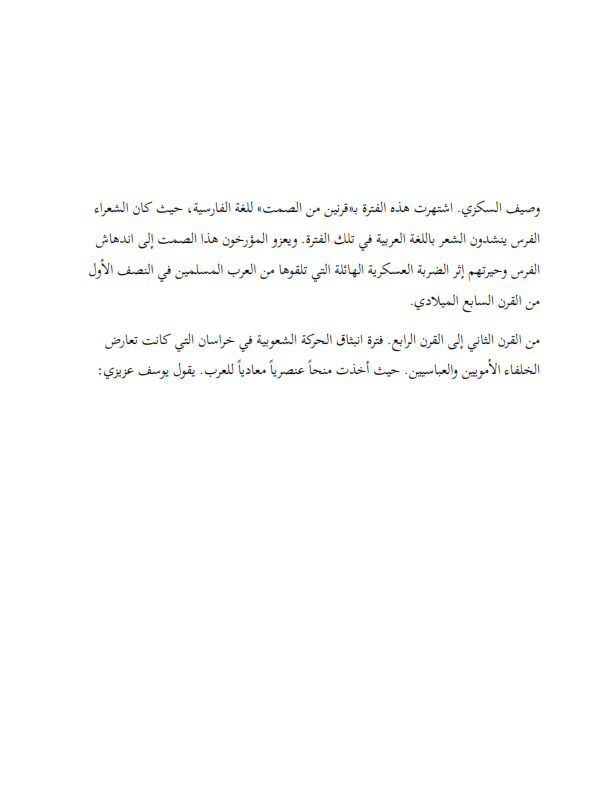 وصيف السكزي. اشتهرت هذه الفترة بـ«قرنين من الصمت» للغة الفارسية، حيث كان الشعراء
الفرس ينشدون الشعر باللغة العربية في تلك الفترة. ويعزو المؤرخون هذا الصمت إلى اندهاش
الفرس وحيرتهم إثر الضربة العسكرية الهائلة التي تلقوها من العرب المسلمين في النصف الأول
من القرن السابع الميلادي.
من القرن الثاني إلى القرن الرابع. فترة انبثاق الحركة الشعوبية في خراسان التي كانت تعارض
الخلفاء الأمويين والعباسيين. حيث أخذت منحاً عنصرياً معادياً للعرب. يقول يوسف عزيزي: